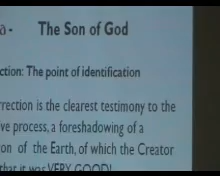 a- The Son of God
ction: The point of identification
rrection is the clearest testimony to the
ve process, a foreshadowing of a
on of the Earth, of which the Creator
that it was VERY GOOD!